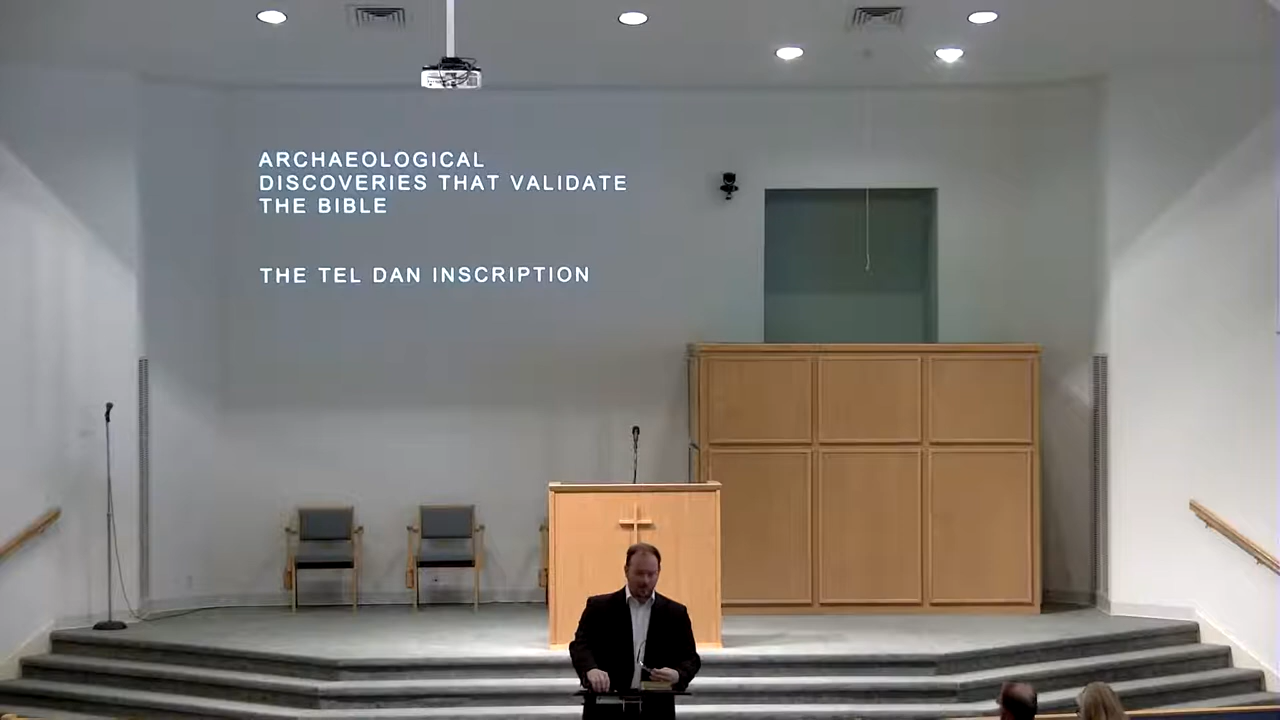 ARCHAEOLOGICAL
DISCOVERIES THAT VALIDATE
THE BIBLE
THE TEL DAN INSCRIPTION